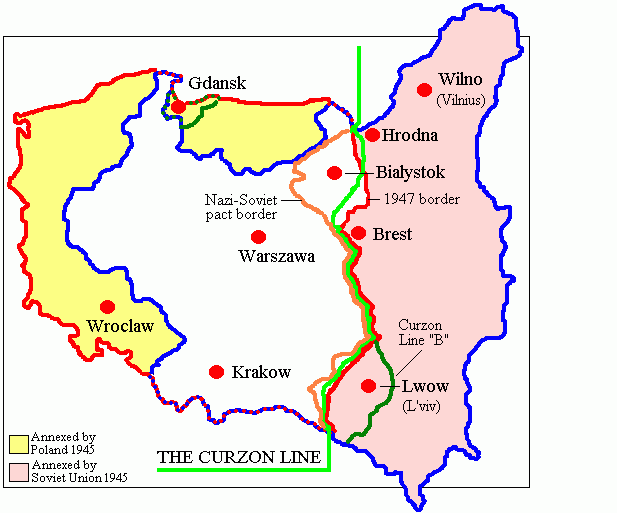 Gdansk
Wilno
(Vilnius)
Hrodna
Bialystok
Nazi-Soviet
pact border
1947 border
Brest
Warszawa
Wroclaw
Curzon
Line "B"
Krakow
Lwow
(L'viv)
Annexed by
Poland 1945
THE CURZON LINE
Annexed by
Soviet Union 1945